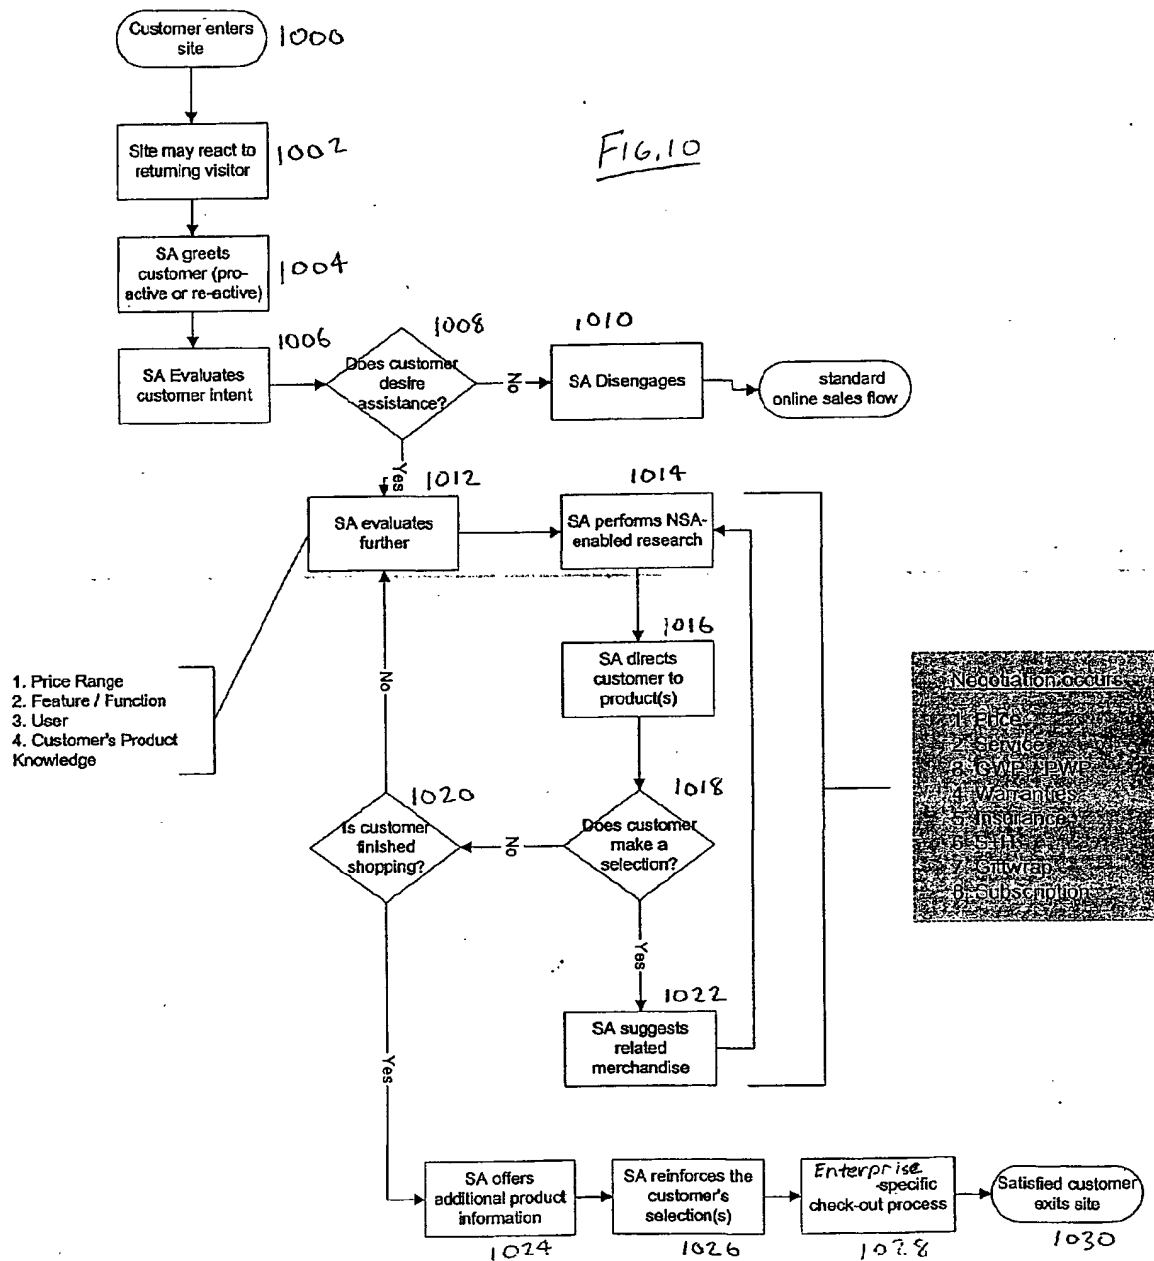 Customer enters
site
1000
FIG.10
Site may react to
returning visitor
1002
SA greets
customer (pro-
active or re-active)
1004
1006
SA Evaluates
customer intent
1008
Does customer
desire
assistance?
No
1010
SA Disengages
standard
online sales flow
Yes
1012
SA evaluates
further
1014
SA performs NSA-
enabled research
1016
SA directs
customer to
product(s)
1. Price Range
2. Feature / Function
3. User
4. Customer's Product
Knowledge
No
Negotiation occurs
1. Price
2. Service
3. GWP / PWP
4. Warranties
5. Insurance
6.
7. Giftwrap
8. Subscription
1018
Does customer
make a
selection?
No
1020
Is customer
finished
shopping?
Yes
1022
SA suggests
related
merchandise
Yes
SA offers
additional product
information
1024
SA reinforces the
customer's
selection(s)
1026
Enterprise
-specific
check-out process
1028
Satisfied customer
exits site
1030